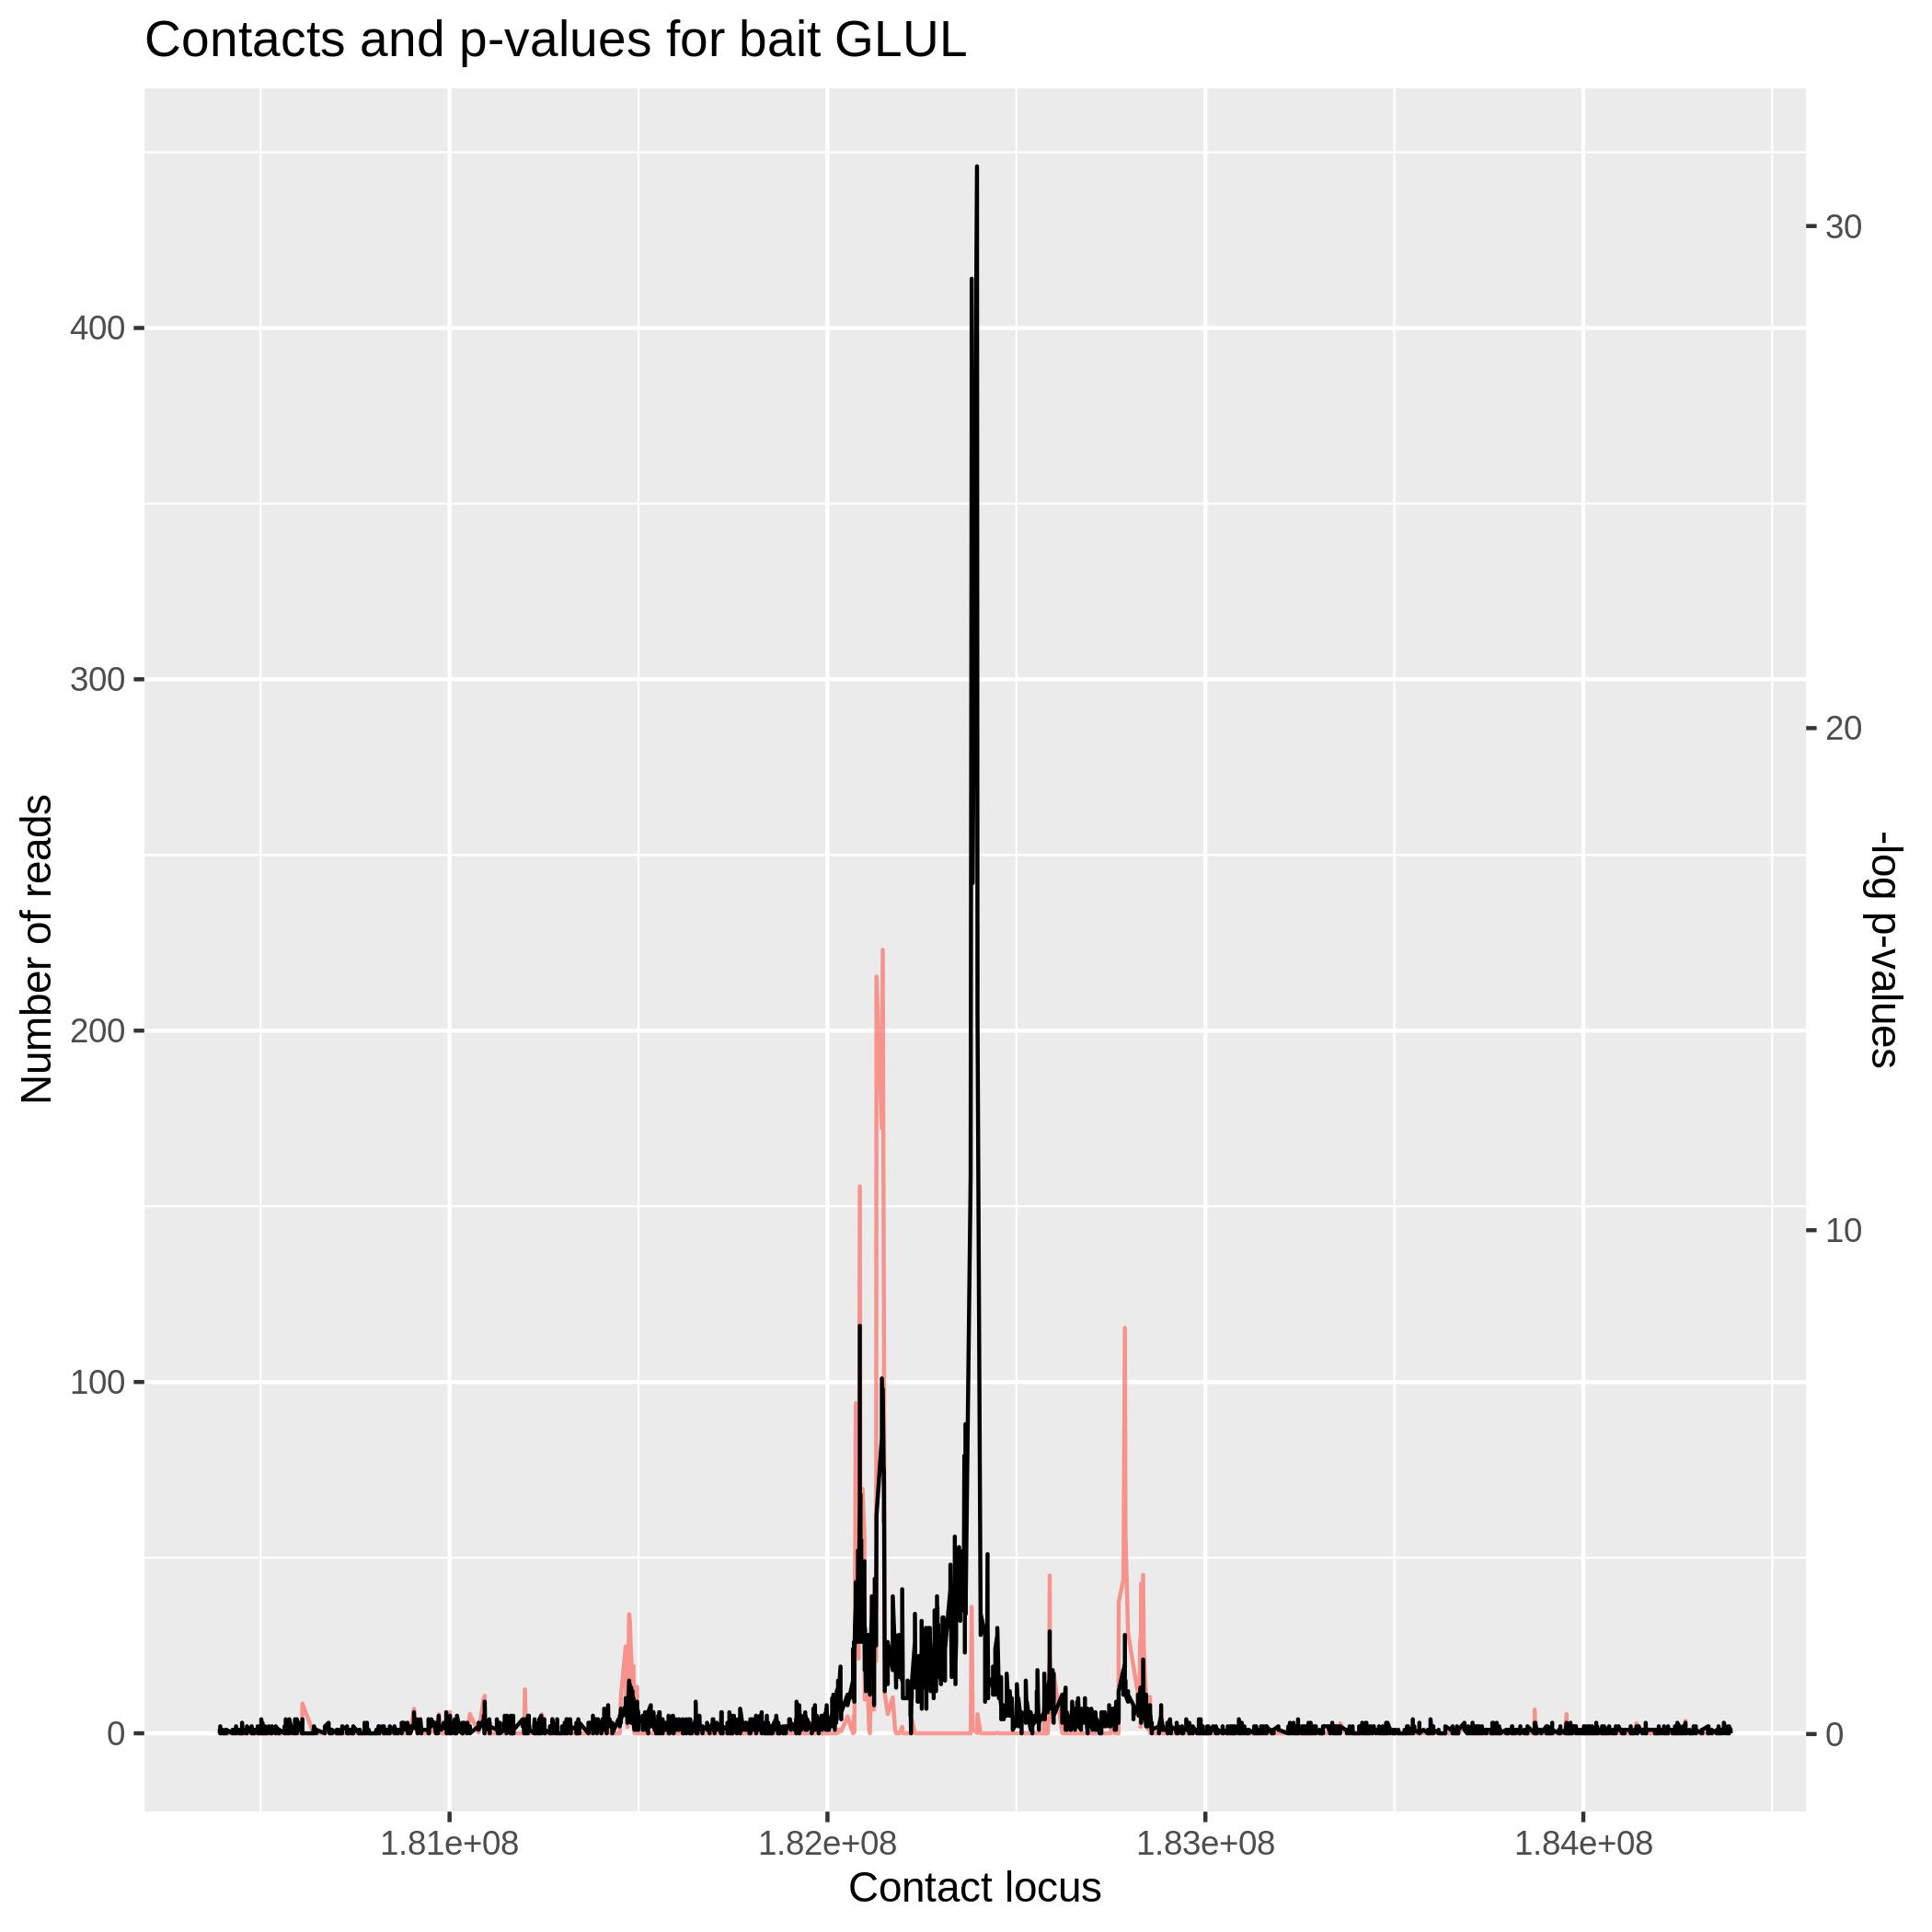 Contacts and p-values for bait GLUL
Number of reads
400
300
200
100
0
30
20
10
0
-log p-values
1.81e+08
1.82e+08
1.83e+08
1.84e+08
Contact locus